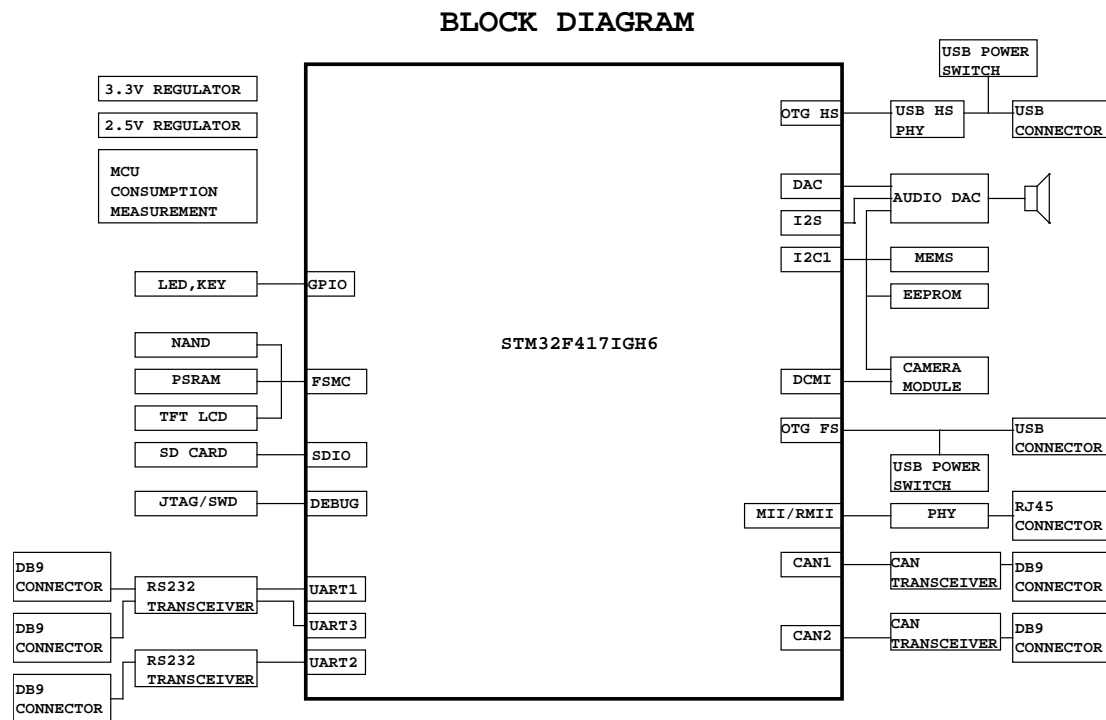 BLOCK DIAGRAM
USB POWER
SWITCH
3.3V REGULATOR
2.5V REGULATOR
MCU
CONSUMPTION
MEASUREMENT
OTG HS
USB HS
PHY
USB
CONNECTOR
DAC
I2S
AUDIO DAC
I2C1
MEMS
EEPROM
LED,KEY
GPIO
STM32F417IGH6
NAND
PSRAM
TFT LCD
FSMC
DCMI
CAMERA
MODULE
OTG FS
USB
CONNECTOR
USB POWER
SWITCH
SD CARD
SDIO
JTAG/SWD
DEBUG
MII/RMII
PHY
RJ45
CONNECTOR
DB9
CONNECTOR
RS232
TRANSCEIVER
UART1
DB9
CONNECTOR
UART3
CAN1
CAN
TRANSCEIVER
DB9
CONNECTOR
CAN2
CAN
TRANSCEIVER
DB9
CONNECTOR
RS232
TRANSCEIVER
UART2
DB9
CONNECTOR